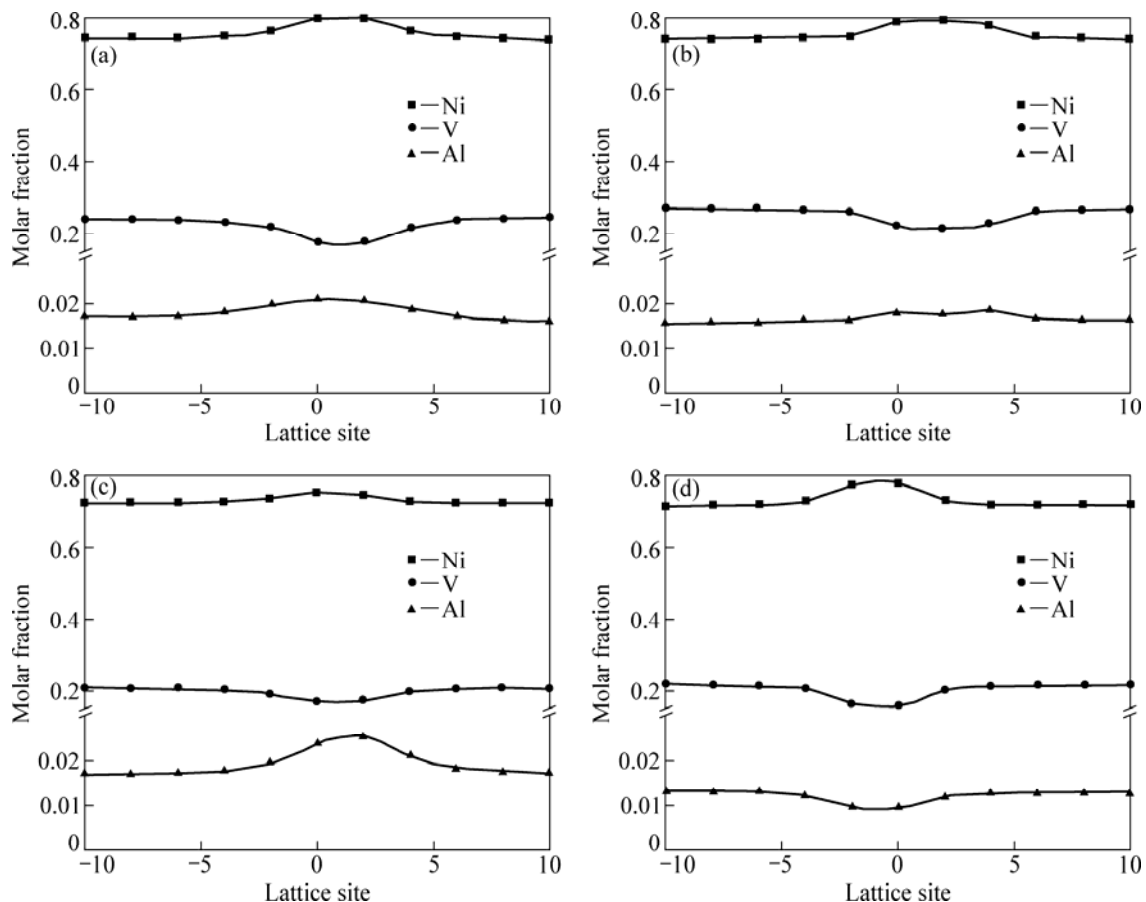 (a)
0.8
0.6
0.4
0.2
0.02
0.01
0
Molar fraction
Ni
V
Al
−10 −5 0 5 10
Lattice site
(b)
0.8
0.6
0.4
0.2
0.02
0.01
0
Molar fraction
Ni
V
Al
−10 −5 0 5 10
Lattice site
(c)
0.8
0.6
0.4
0.2
0.02
0.01
0
Molar fraction
Ni
V
Al
−10 −5 0 5 10
Lattice site
(d)
0.8
0.6
0.4
0.2
0.02
0.01
0
Molar fraction
Ni
V
Al
−10 −5 0 5 10
Lattice site